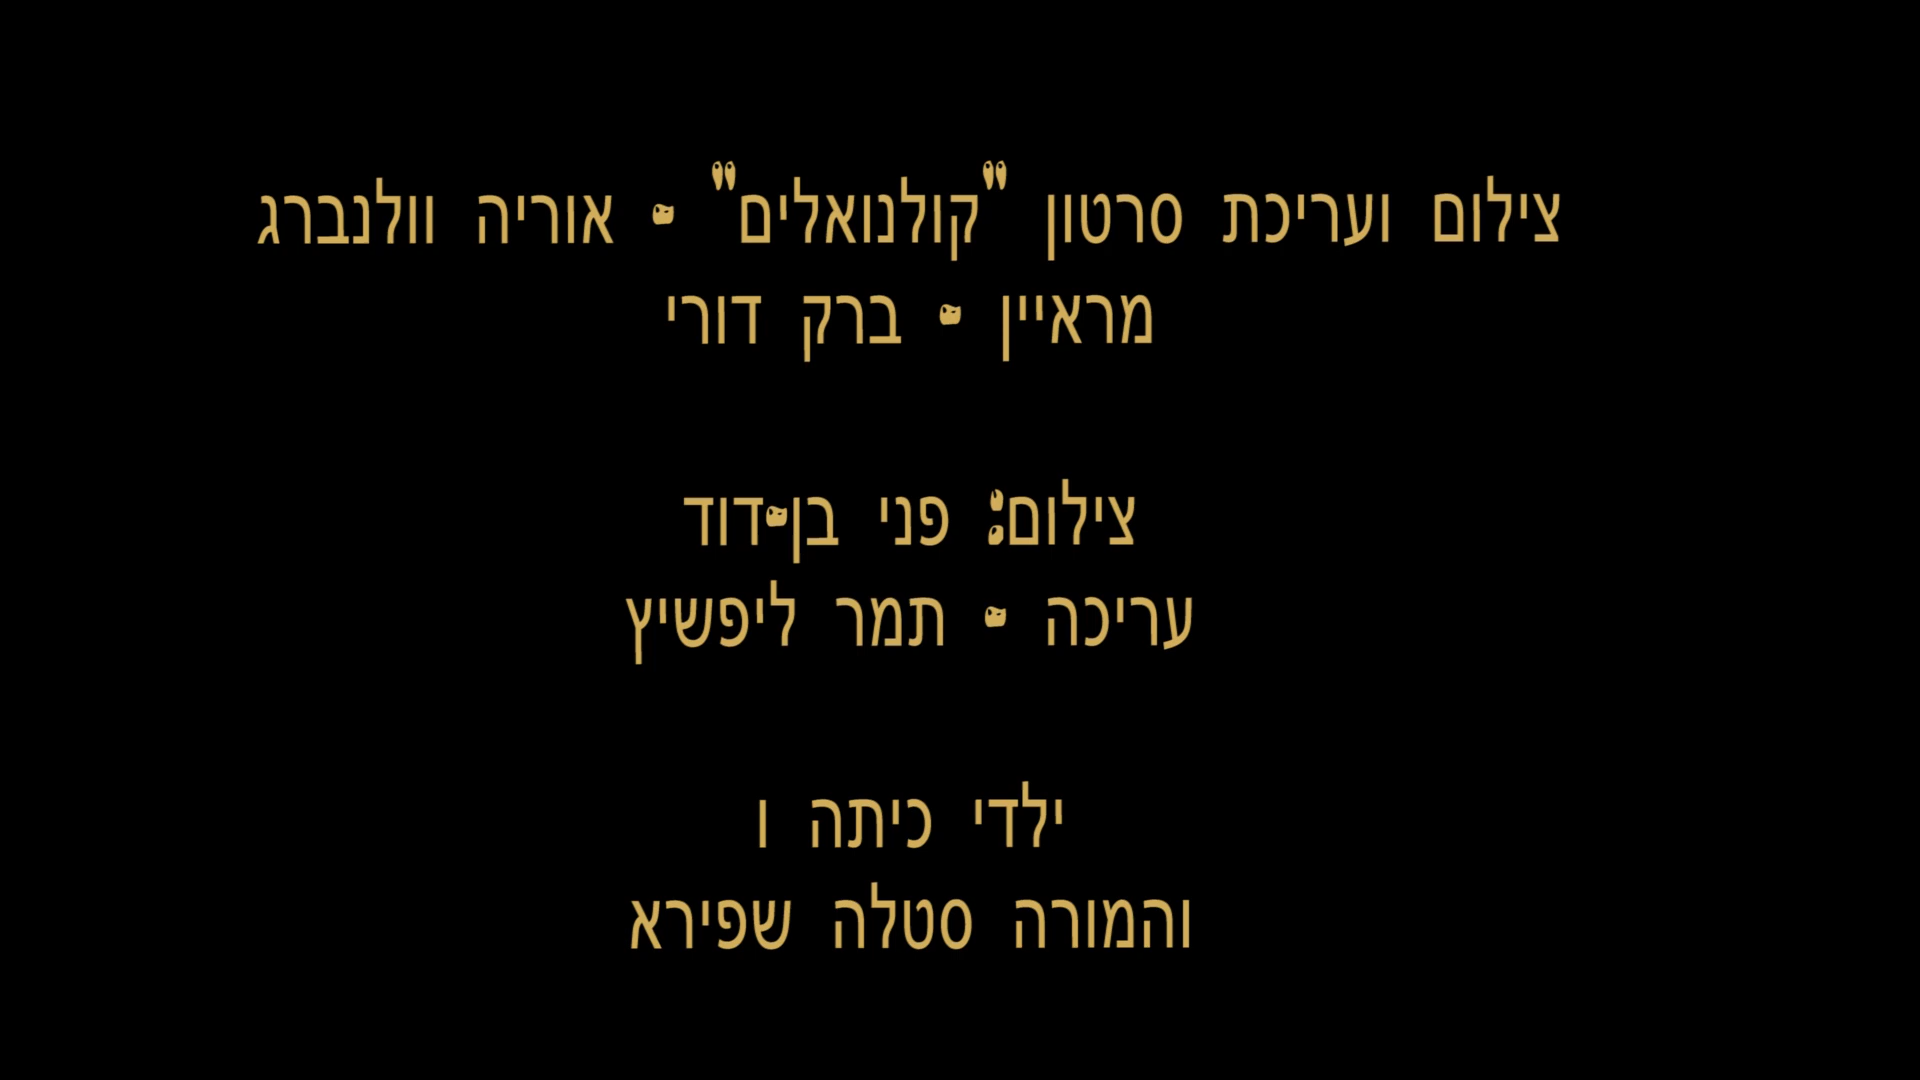 צילום ועריכת סרטון "קולנואלים" - אוריה וולנברג
מראיין - ברק דורי
צילום: פני בן-דוד
עריכה - תמר ליפשיץ
ילדי כיתה ו
והמורה סטלה שפירא